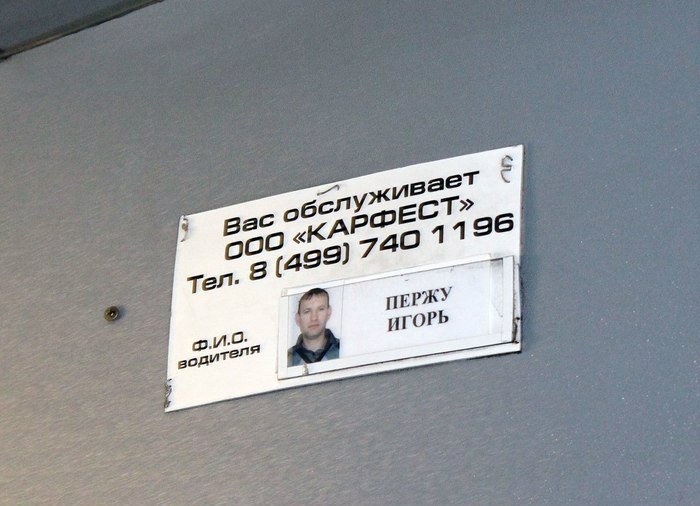 Вас обслуживает
ООО «КАРФЕСТ»
Тел. 8 (499) 740 1196
Ф.И.О.
водителя
ПЕРЖУ
ИГОРЬ